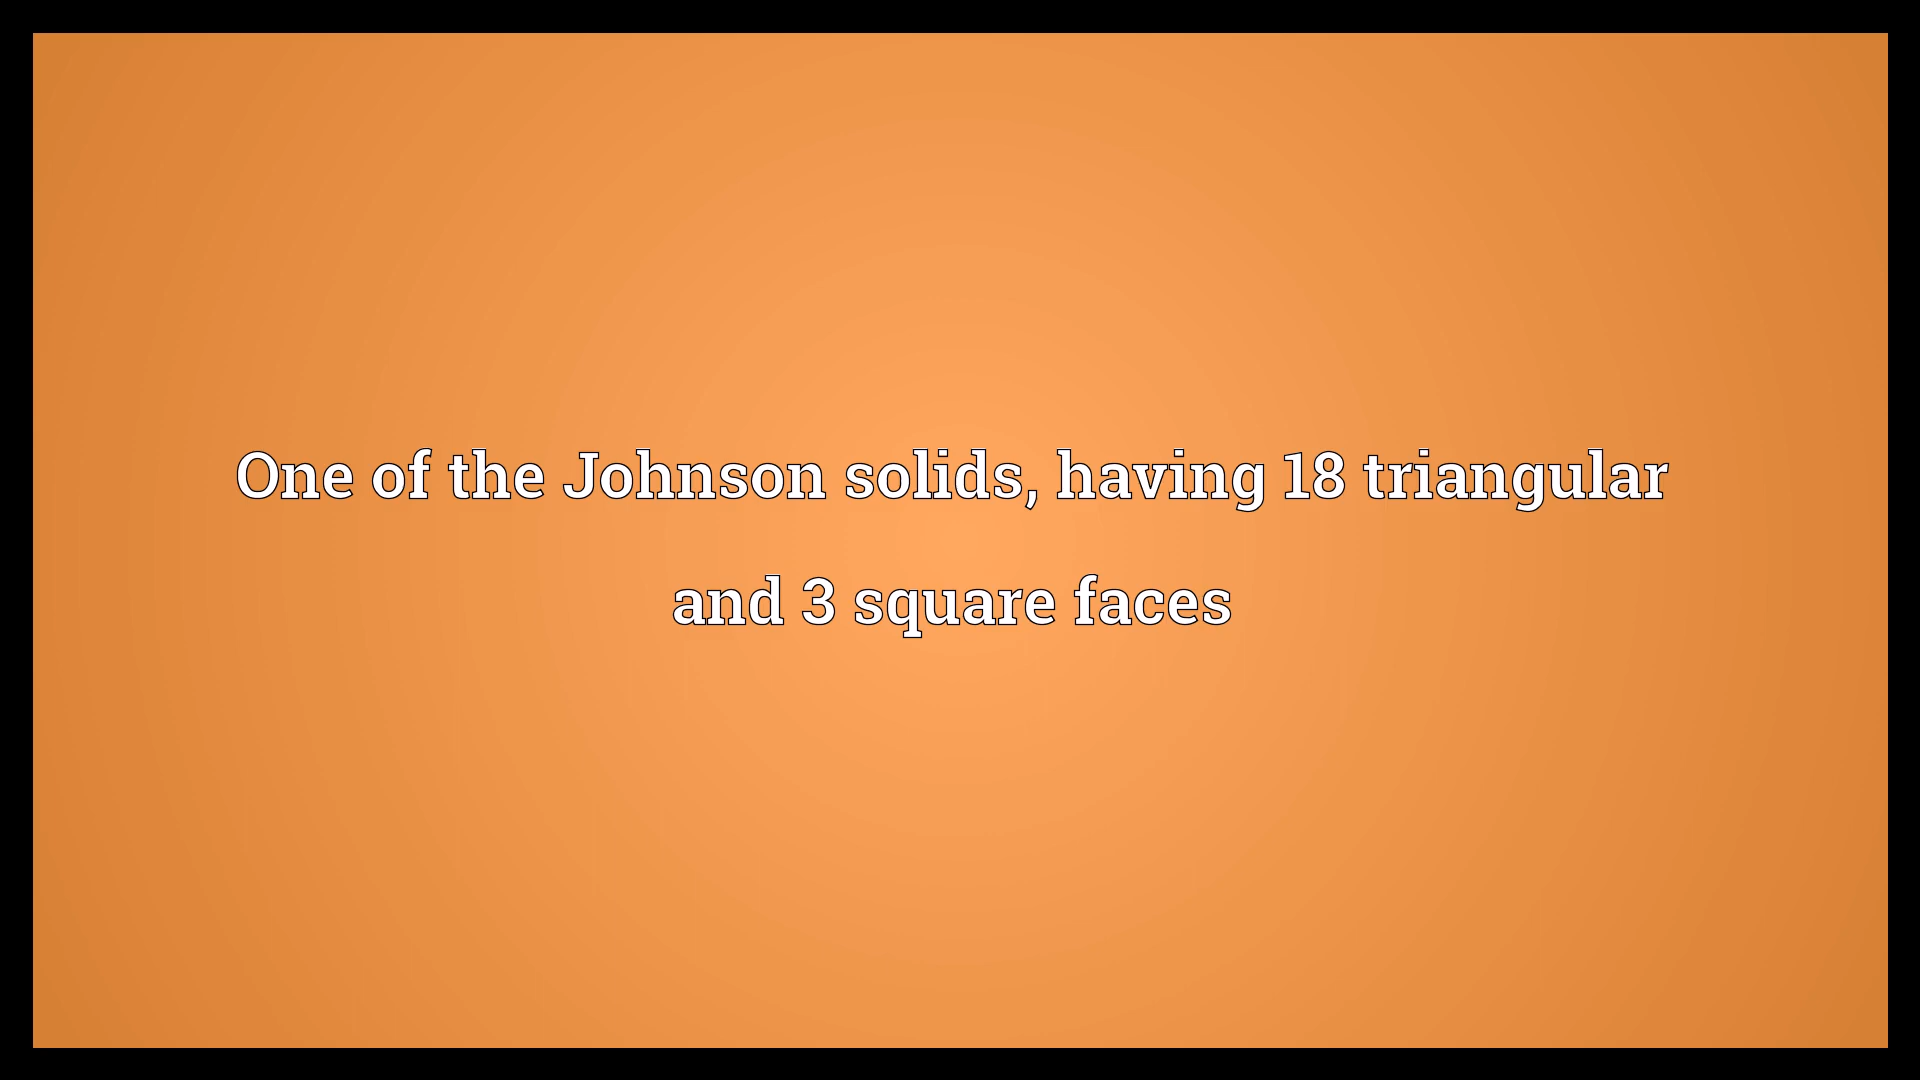 One of the Johnson solids, having 18 triangular
and 3 square faces